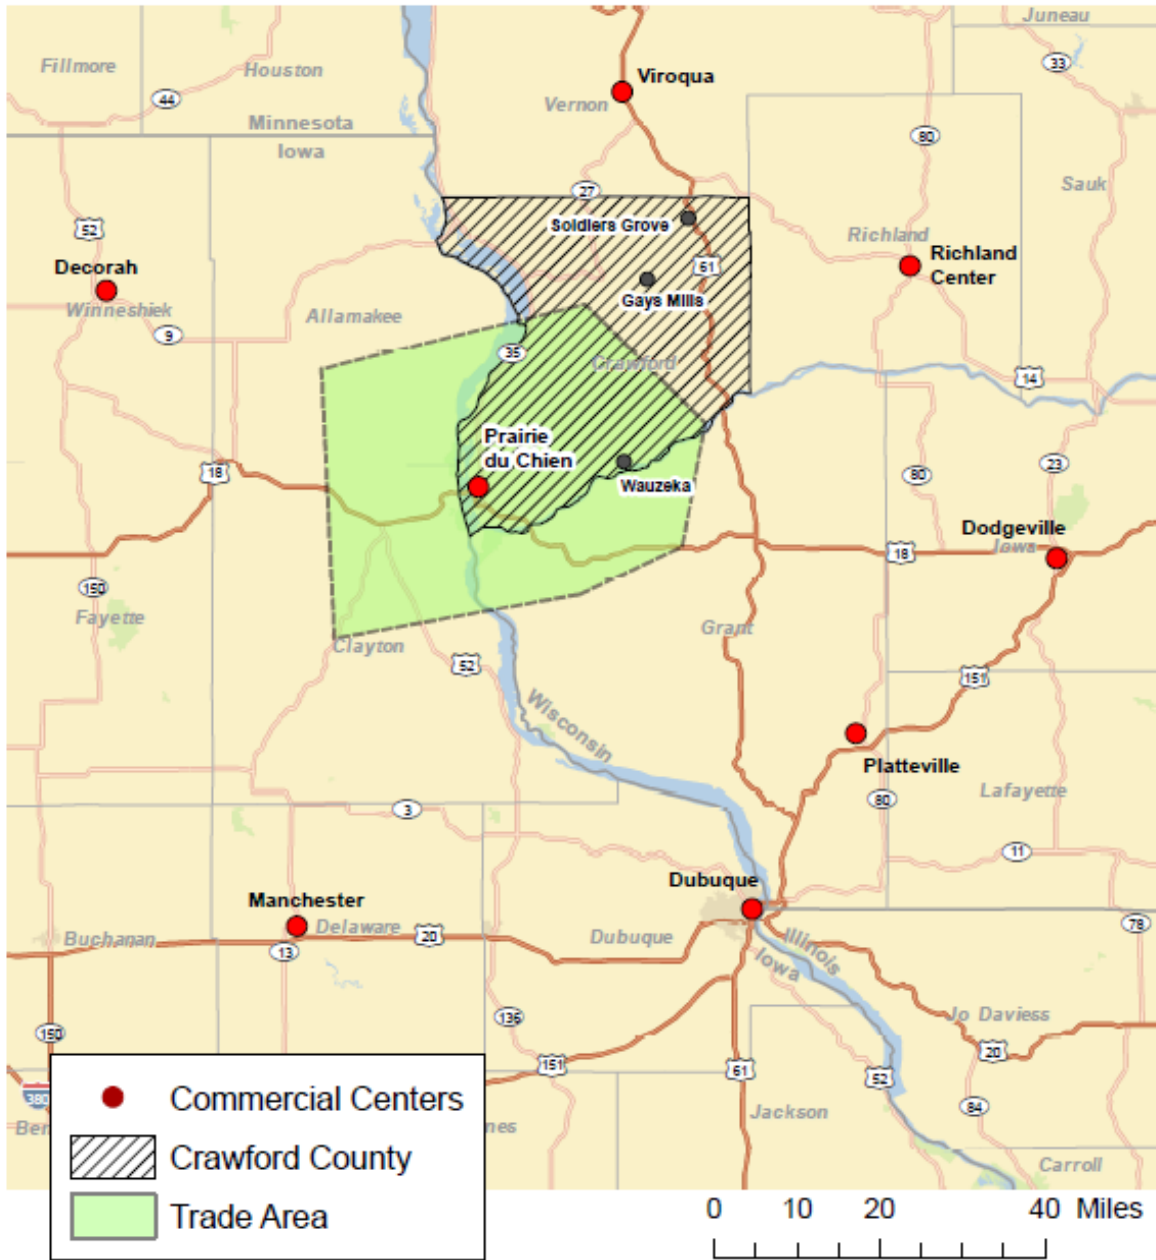 Juneau
Fillmore
Houston
33
Viroqua
44
Vernon
Minnesota
Iowa
80
27
Sauk
52
Soldiers Grove
Richland
Decorah
61
Richland
Center
Winneshiek
Gays Mills
Allamakee
9
35
Crawford
14
Prairie
du Chien
18
23
80
Wauzeka
Dodgeville
Iowa
18
150
Fayette
Grant
Clayton
52
151
Wisconsin
Platteville
Lafayette
80
3
11
Dubuque
Manchester
Delaware
Buchanan
20
Dubuque
78
13
Illinois
Iowa
136
Jo Daviess
150
20
151
61
52
380
84
Ben
nes
Jackson
Carroll
Commercial Centers
Crawford County
Trade Area
0 10 20 40 Miles